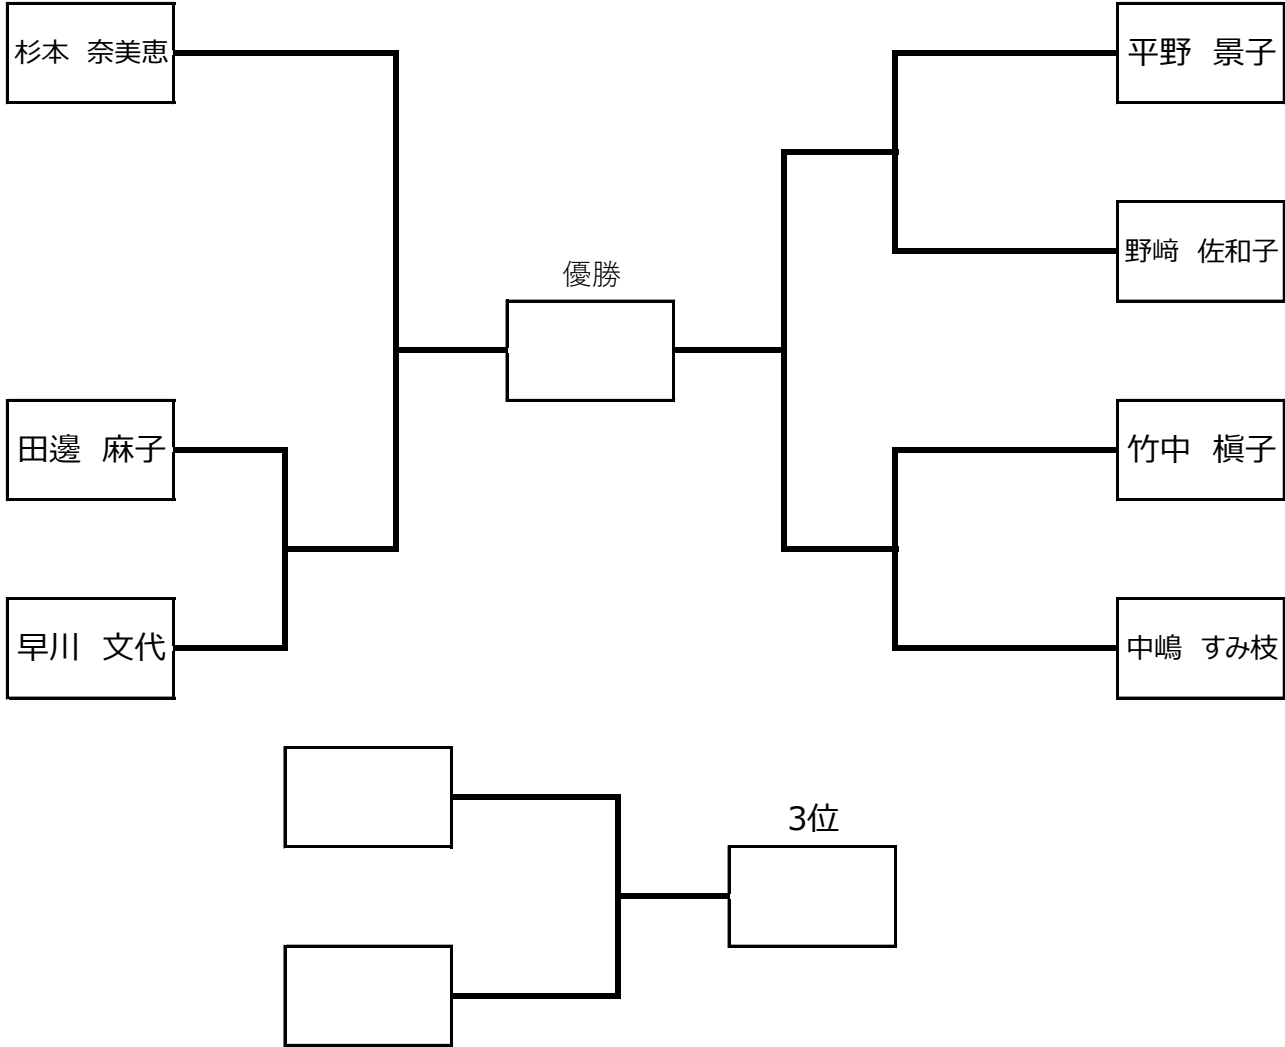 杉本　奈美恵
平野　景子
野﨑　佐和子
優勝
田邊　麻子
竹中　槇子
早川　文代
中嶋　すみ枝
3位